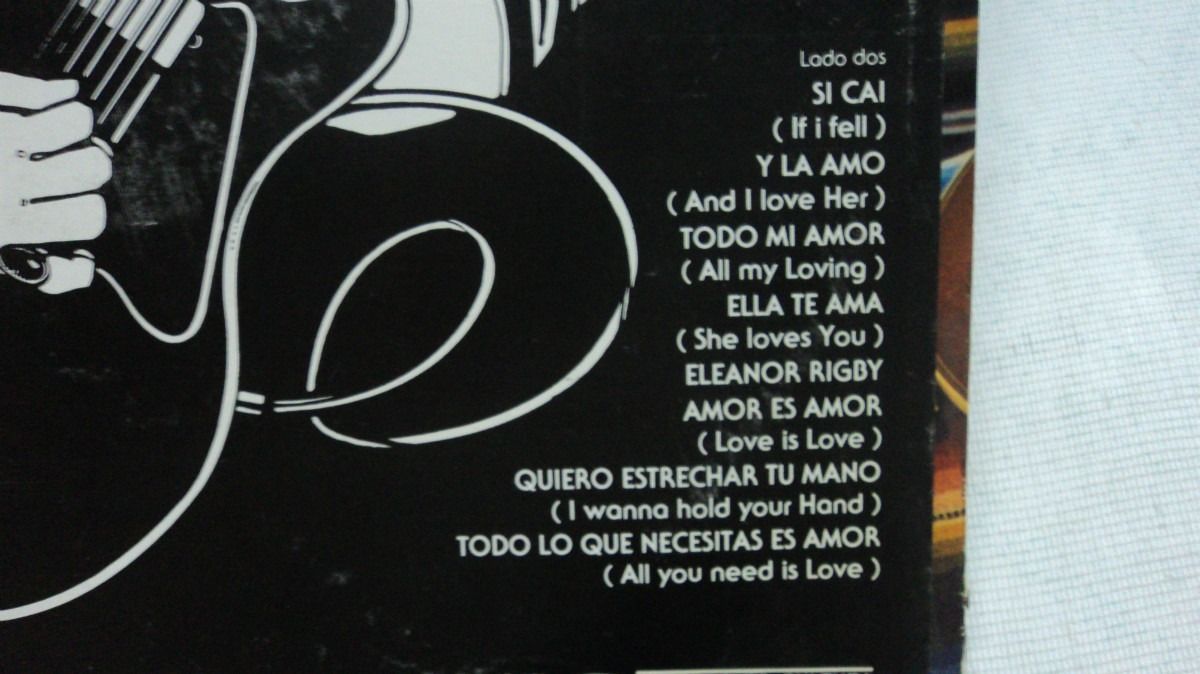 Lado dos
SI CAI
( If i fell )
Y LA AMO
( And I love Her )
TODO MI AMOR
( All my Loving )
ELLA TE AMA
( She loves You )
ELEANOR RIGBY
AMOR ES AMOR
( Love is Love )
QUIERO ESTRECHAR TU MANO
( I wanna hold your Hand )
TODO LO QUE NECESITAS ES AMOR
( All you need is Love )